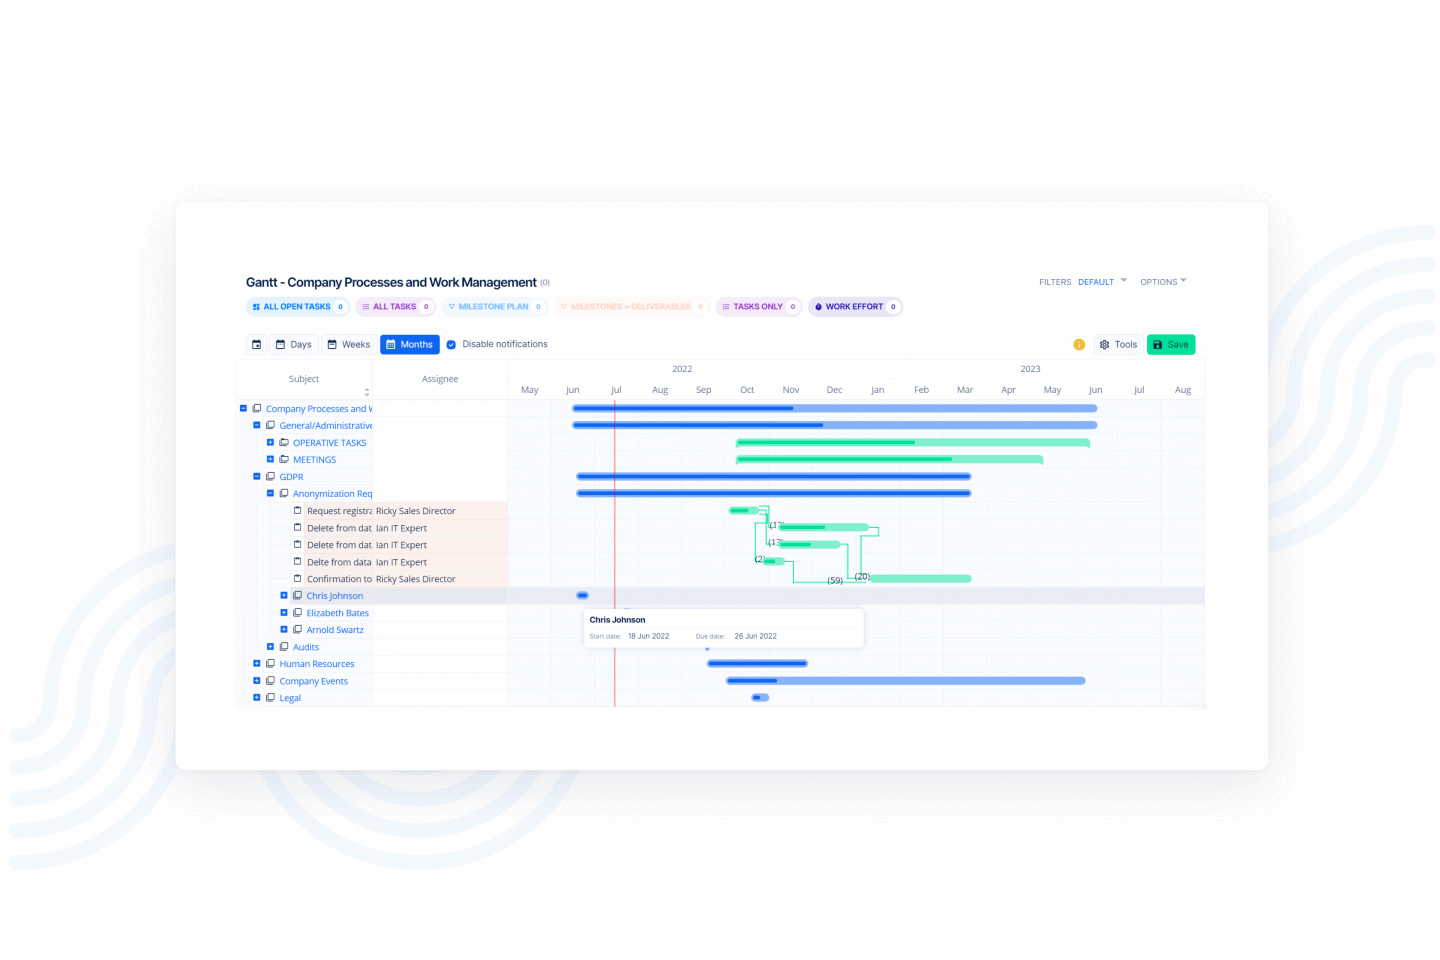 Gantt - Company Processes and Work Management (0)
FILTERS DEFAULT OPTIONS
ALL OPEN TASKS 0 ALL TASKS 0 MILESTONE PLAN 0 MILESTONES + DELIVERABLES 0 TASKS ONLY 0 WORK EFFORT 0
Days Weeks Months Disable notifications Tools Save
Subject Assignee 2022 2023
May Jun Jul Aug Sep Oct Nov Dec Jan Feb Mar Apr May Jun Jul Aug
Company Processes and
General/Administrative
OPERATIVE TASKS
MEETINGS
GDPR
Anonymization Req
Request registra Ricky Sales Director
Delete from dat Ian IT Expert
Delete from dat Ian IT Expert (13)
Delte from data Ian IT Expert (2)
Confirmation to Ricky Sales Director (59) (20)
Chris Johnson
Elizabeth Bates
Chris Johnson
Arnold Swartz
Start date: 18 Jun 2022 Due date: 26 Jun 2022
Audits
Human Resources
Company Events
Legal